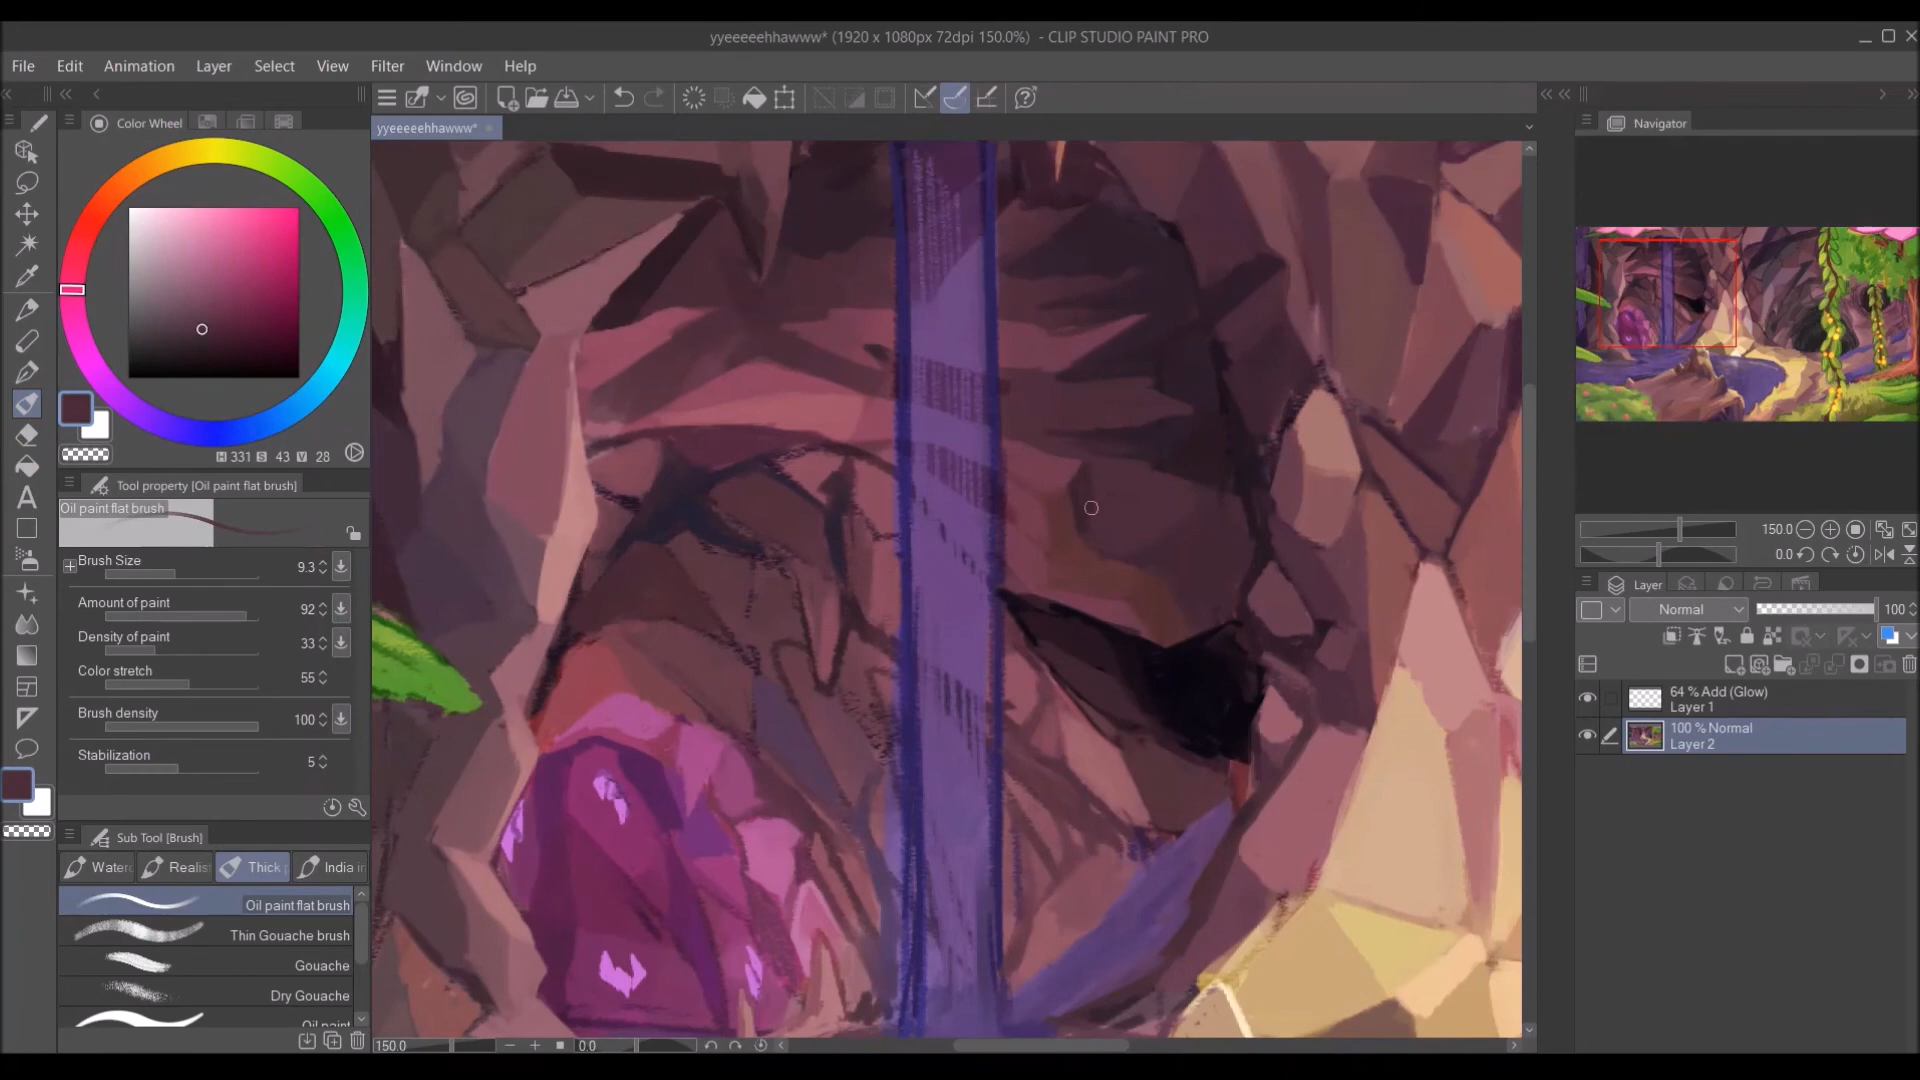 yyeeeeehhawww* (1920 x 1080px 72dpi 150.0%) - CLIP STUDIO PAINT PRO
File Edit Animation Layer Select View Filter Window Help
Color Wheel
yyeeeeehhawww*
Navigator
H 331 S 43 V 28
Tool property [Oil paint flat brush]
Oil paint flat brush
Brush Size 9.3
Amount of paint 92
Density of paint 33
Color stretch 55
Brush density 100
Stabilization 5
Sub Tool [Brush]
Water Realis Thick India in
Oil paint flat brush
Thin Gouache brush
Gouache
Dry Gouache
Oil paint
150.0 0.0
150.0
0.0
Layer
Normal 100
64 % Add (Glow)
Layer 1
100 % Normal
Layer 2